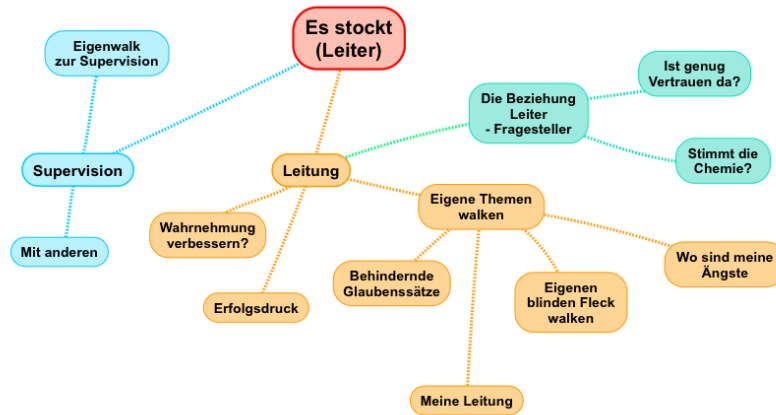 Es stockt
(Leiter)
Eigenwalk
zur Supervision
Supervision
Mit anderen
Leitung
Wahrnehmung
verbessern?
Erfolgsdruck
Die Beziehung
Leiter
- Fragesteller
Ist genug
Vertrauen da?
Stimmt die
Chemie?
Eigene Themen
walken
Behindernde
Glaubenssätze
Meine Leitung
Eigenen
blinden Fleck
walken
Wo sind meine
Ängste